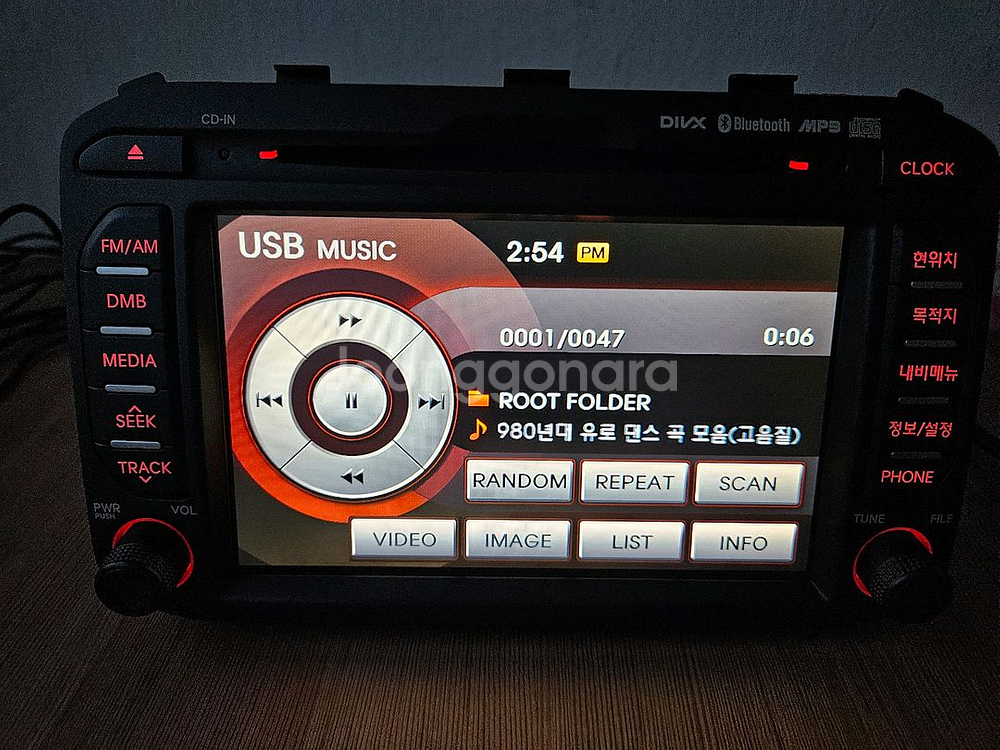 CD-IN
DIVX Bluetooth MP3
CLOCK
FM/AM
DMB
MEDIA
SEEK
TRACK
PWR
PUSH
VOL
USB MUSIC
2:54 PM
0001/0047 0:06
ROOT FOLDER
980년대 유로 댄스 곡 모음(고음질)
RANDOM REPEAT SCAN
VIDEO IMAGE LIST INFO
현위치
목적지
내비메뉴
정보/설정
PHONE
TUNE FILE